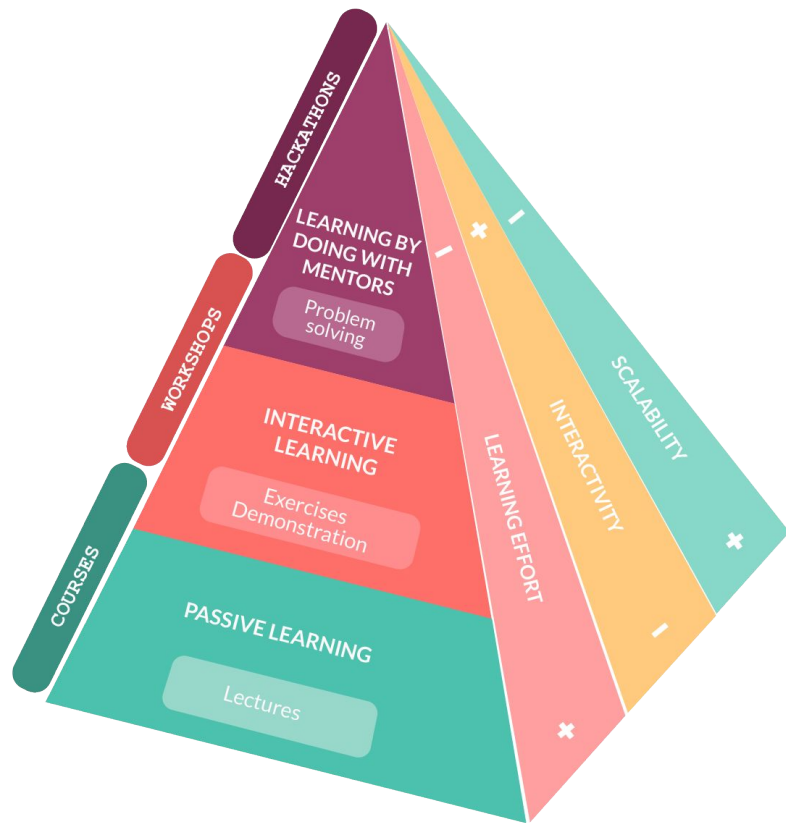 HACKATHONS
LEARNING BY
DOING WITH
MENTORS
Problem
solving
WORKSHOPS
INTERACTIVE
LEARNING
Exercises
Demonstration
COURSES
PASSIVE LEARNING
Lectures
−
+
−
LEARNING EFFORT
INTERACTIVITY
SCALABILITY
+
−
+